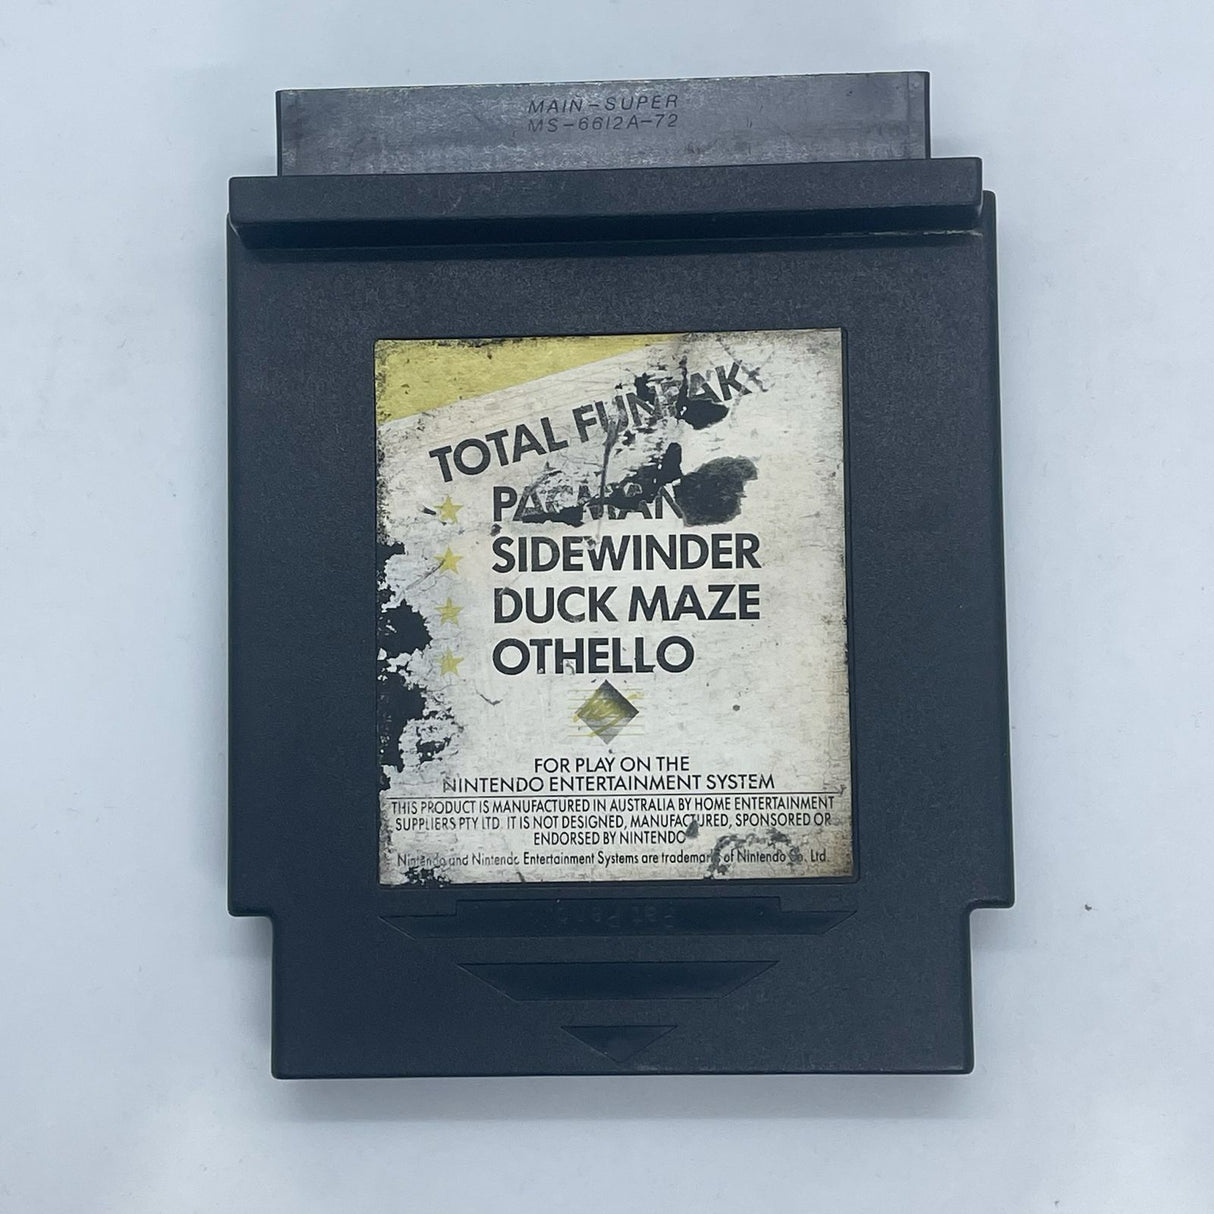 MAIN-SUPER
MS-6612A-72
TOTAL FUNPAK
PACMAN
SIDEWINDER
DUCK MAZE
OTHELLO
FOR PLAY ON THE
NINTENDO ENTERTAINMENT SYSTEM
THIS PRODUCT IS MANUFACTURED IN AUSTRALIA BY HOME ENTERTAINMENT
SUPPLIERS PTY LTD. IT IS NOT DESIGNED, MANUFACTURED, SPONSORED OR
ENDORSED BY NINTENDO
Nintendo and Nintendo Entertainment Systems are trademarks of Nintendo Co. Ltd.